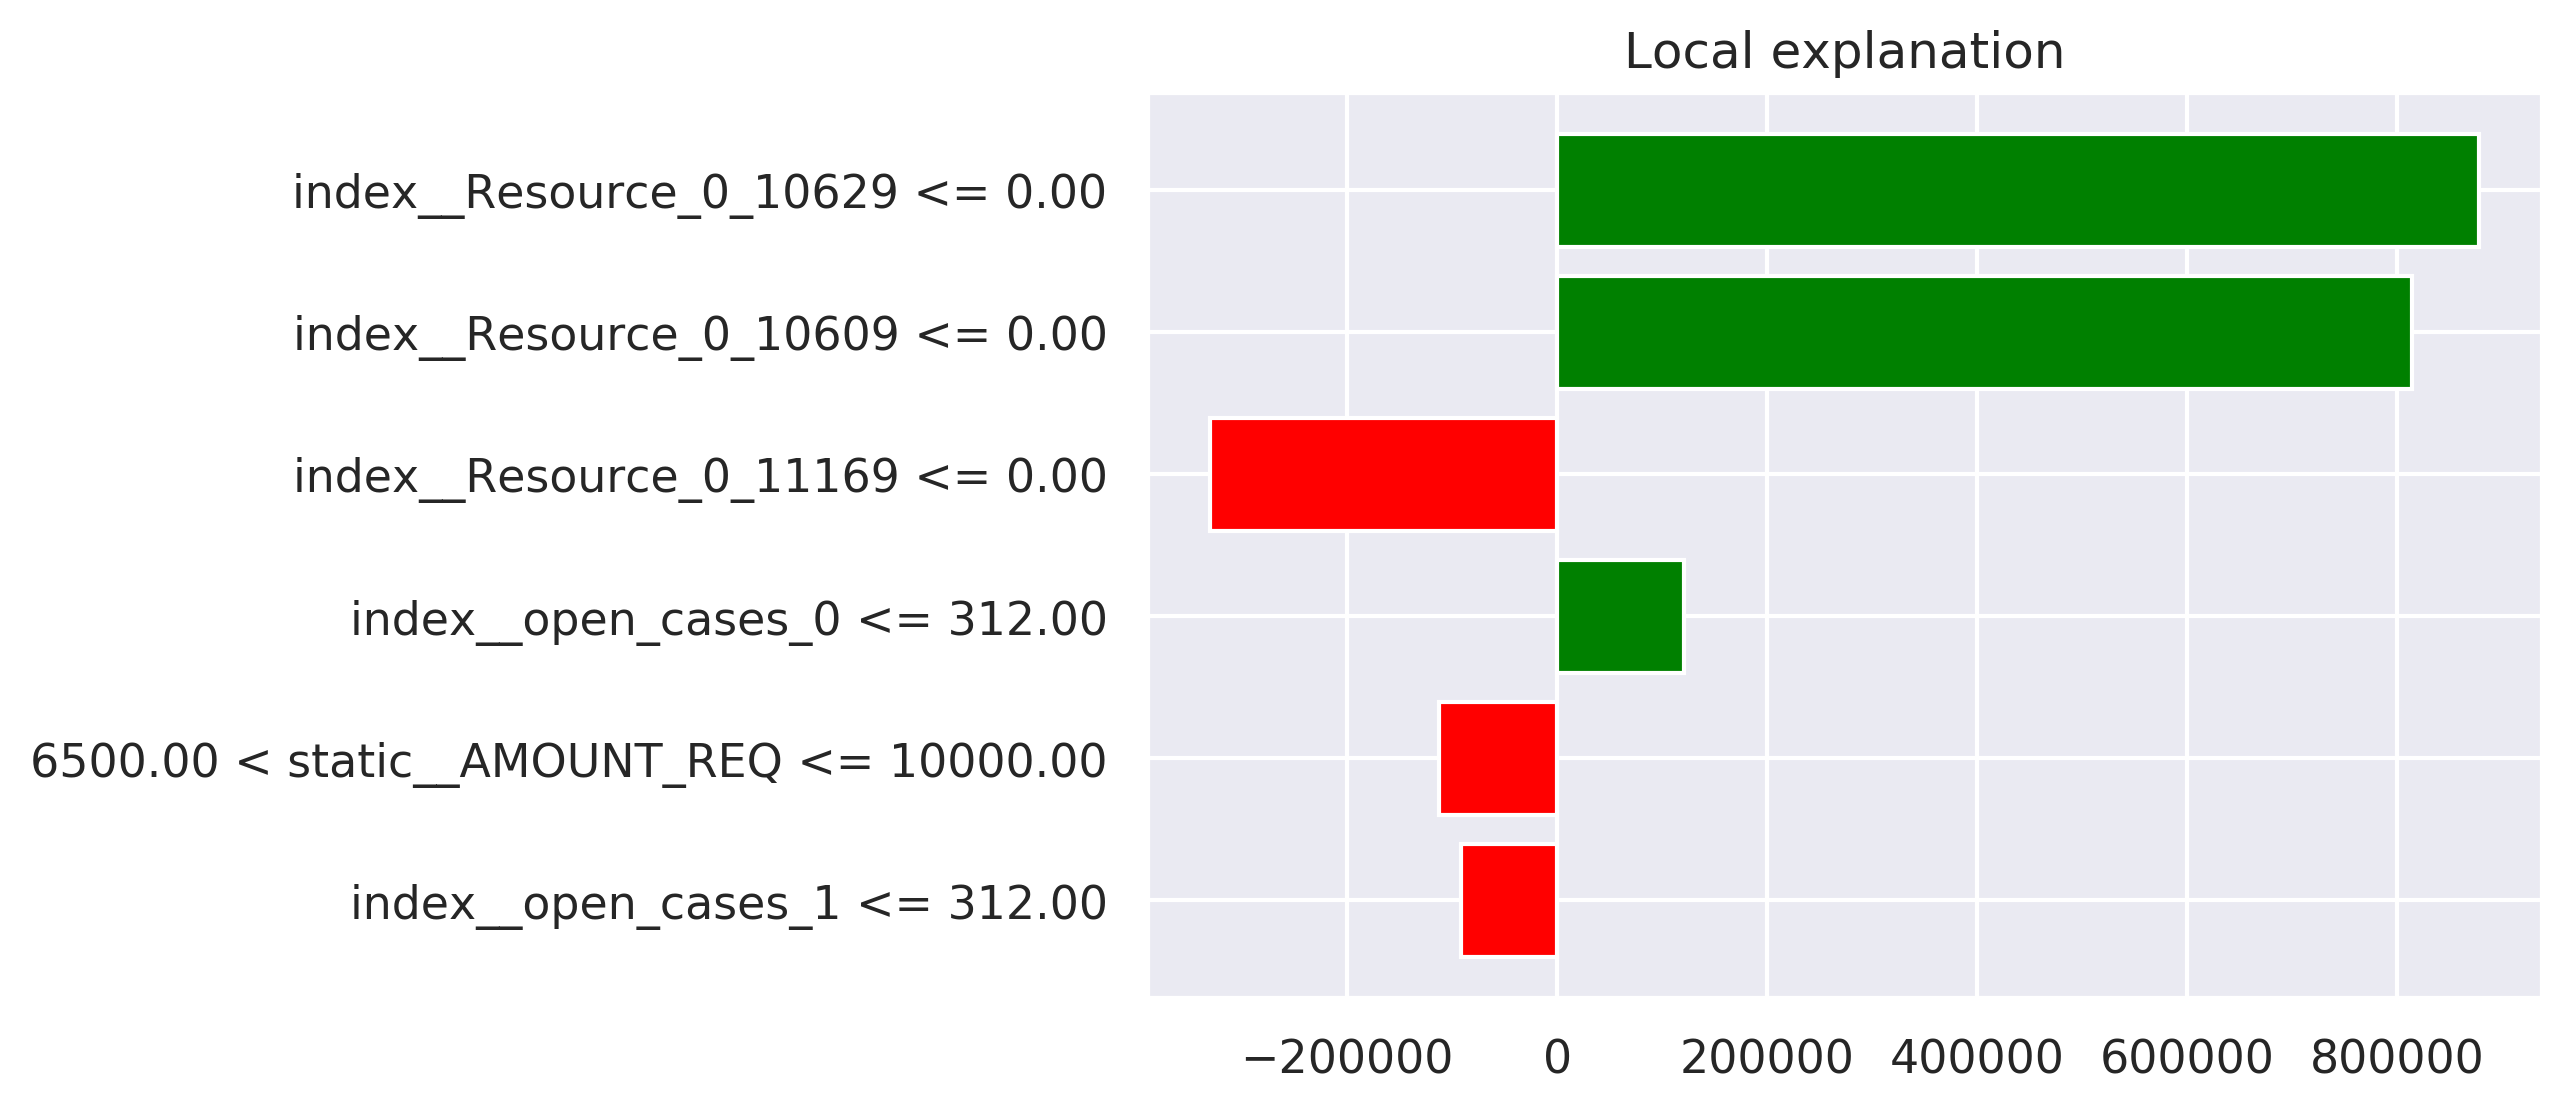 Local explanation
index__Resource_0_10629 <= 0.00
index__Resource_0_10609 <= 0.00
index__Resource_0_11169 <= 0.00
index__open_cases_0 <= 312.00
6500.00 < static__AMOUNT_REQ <= 10000.00
index__open_cases_1 <= 312.00
−200000 0 200000 400000 600000 800000